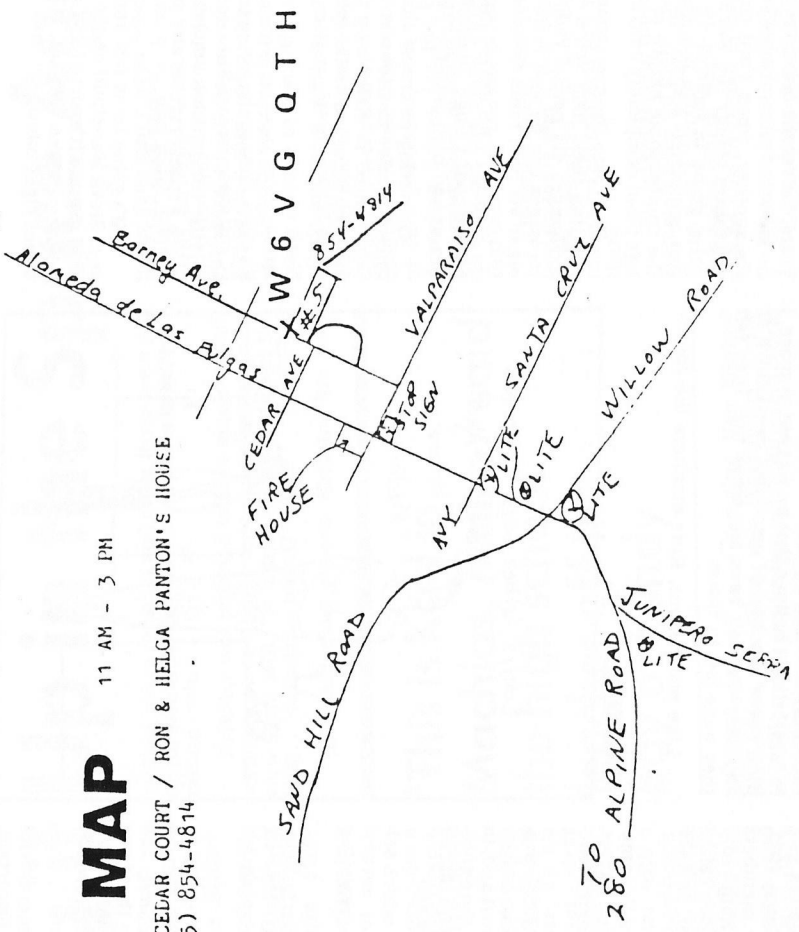 MAP 11 AM - 3 PM
CEDAR COURT / RON & HELGA PANTON'S HOUSE
5) 854-4814
W6VG QTH
854-4814
# 5
Barney Ave.
Alameda de Las Pulgas
CEDAR AVE
FIRE
HOUSE
STOP
SIGN
VALPARAISO AVE
SANTA CRUZ AVE
AVY
LITE
LITE
WILLOW ROAD
LITE
SAND HILL ROAD
JUNIPERO SERRA
LITE
TO
280 ALPINE ROAD